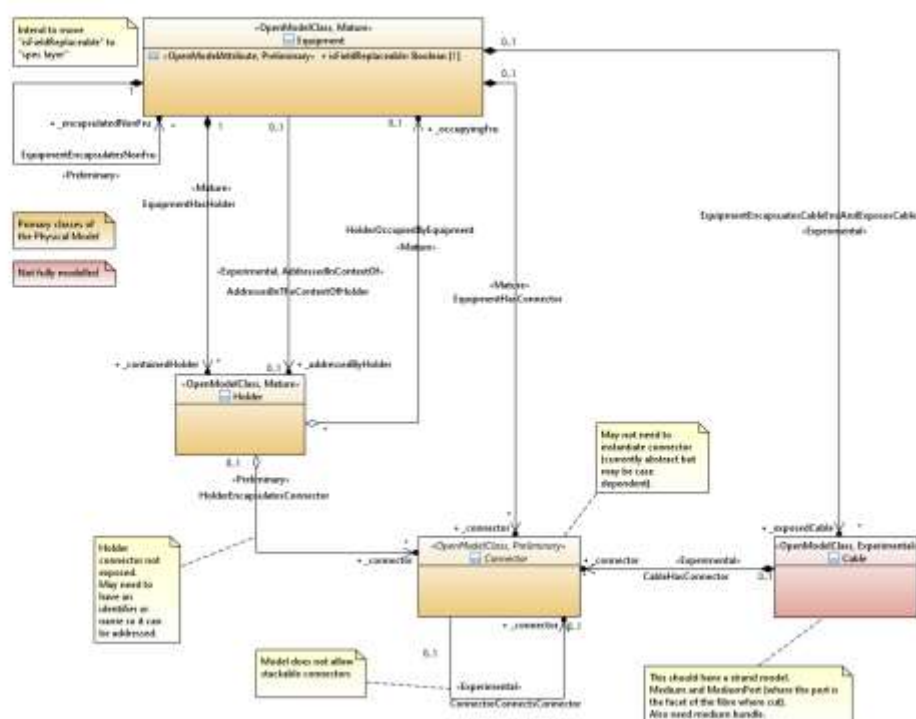 Intend to move
"isFieldReplaceable" to
"spec layer"
«OpenModelClass, Mature»
Equipment
«OpenModelAttribute, Preliminary» + isFieldReplaceable: Boolean [1]
0..1
0..1
1
+ _encapsulatedNonFru
*
1
0..1
0..1
+ _occupyingFru
EquipmentEncapsulatesNonFru
«Preliminary»
«Mature»
EquipmentHasHolder
Primary classes of
the Physical Model
Not fully modelled
HolderOccupiedByEquipment
«Mature»
EquipmentEncapsulatesCableEndAndExposesCable
«Experimental»
«Experimental, AddressedInContextOf»
AddressedInTheContextOfHolder
«Mature»
EquipmentHasConnector
+ _containedHolder
*
0..1
+ _addressedByHolder
«OpenModelClass, Mature»
Holder
*
0..1
«Preliminary»
HolderEncapsulatesConnector
May not need to
instantiate connector
(currently abstract but
may be case
dependent).
+ _connector
*
+ _exposedCable
*
Holder
connector not
exposed.
May need to
have an
identifier or
name so it can
be addressed.
+ _connector
*
«OpenModelClass, Preliminary»
Connector
* + _connector
«Experimental»
CableHasConnector
0..1
«OpenModelClass, Experimental»
Cable
+ _connector
0..1
0..1
Model does not allow
stackable connectors
«Experimental»
ConnectorConnectsConnector
This should have a strand model.
Medium and MediumPort (where the port is
the facet of the fibre where cut).
Also need medium bundle.